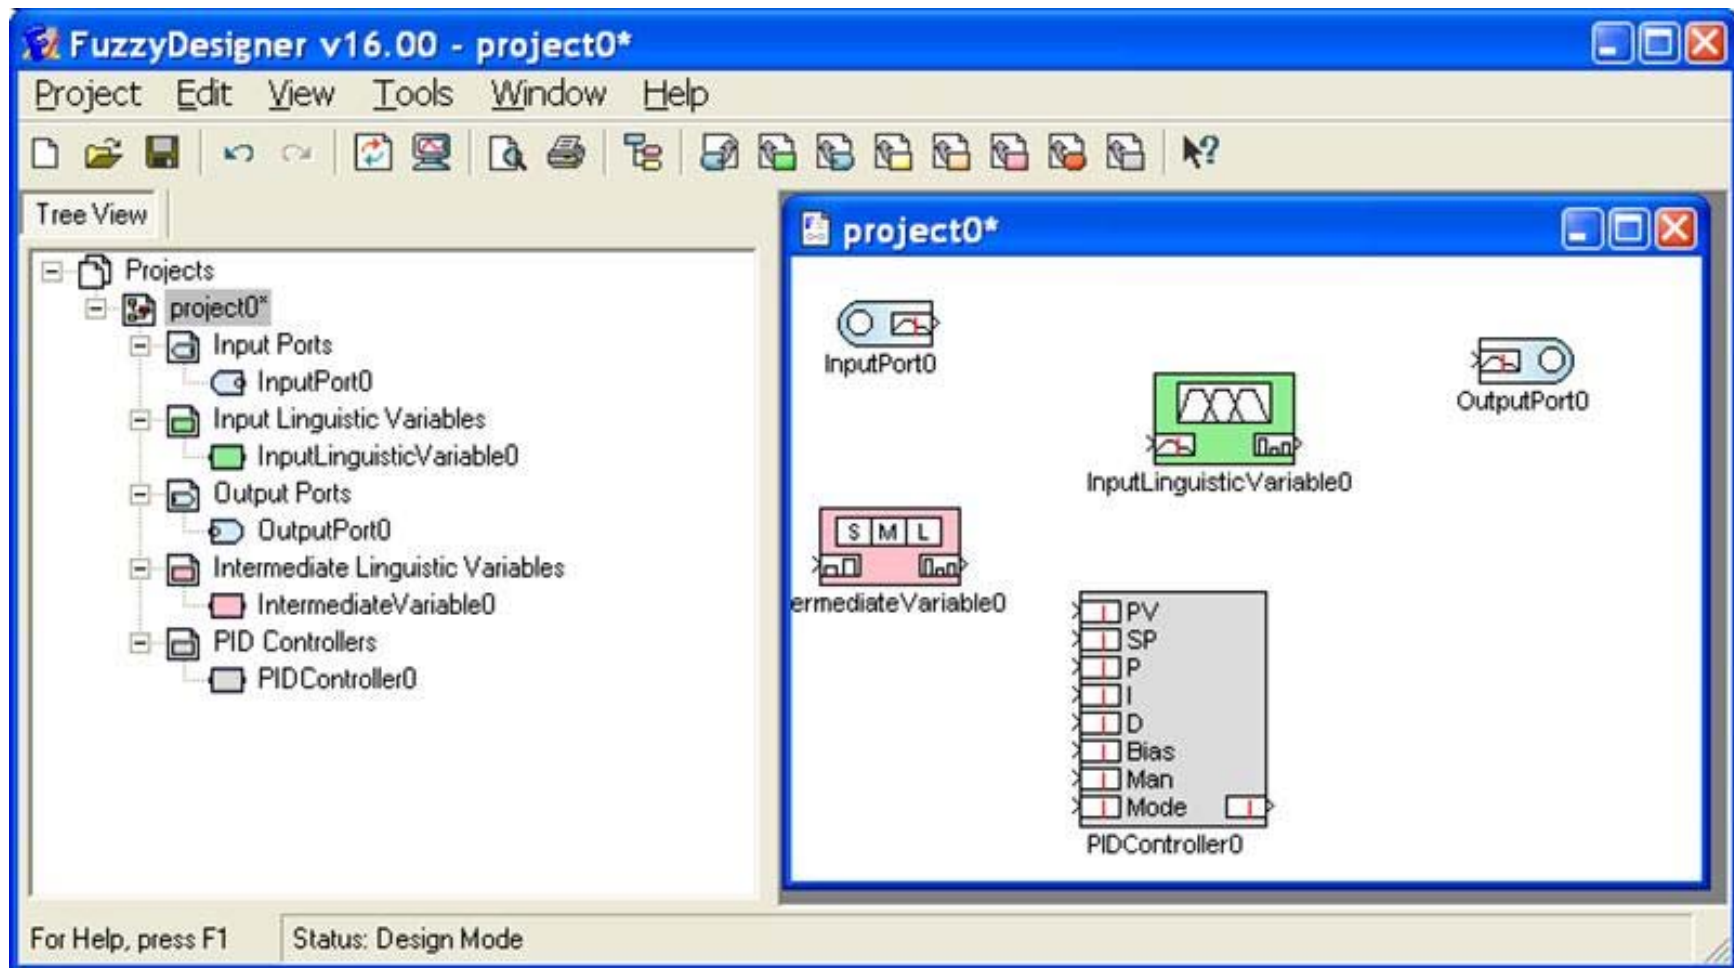 FuzzyDesigner v16.00 - project0*
Project Edit View Tools Window Help
Tree View
Projects
project0*
Input Ports
InputPort0
Input Linguistic Variables
InputLinguisticVariable0
Output Ports
OutputPort0
Intermediate Linguistic Variables
IntermediateVariable0
PID Controllers
PIDController0
project0*
InputPort0
OutputPort0
InputLinguisticVariable0
S M L
ermediateVariable0
PV
SP
P
I
D
Bias
Man
Mode
PIDController0
For Help, press F1 Status: Design Mode